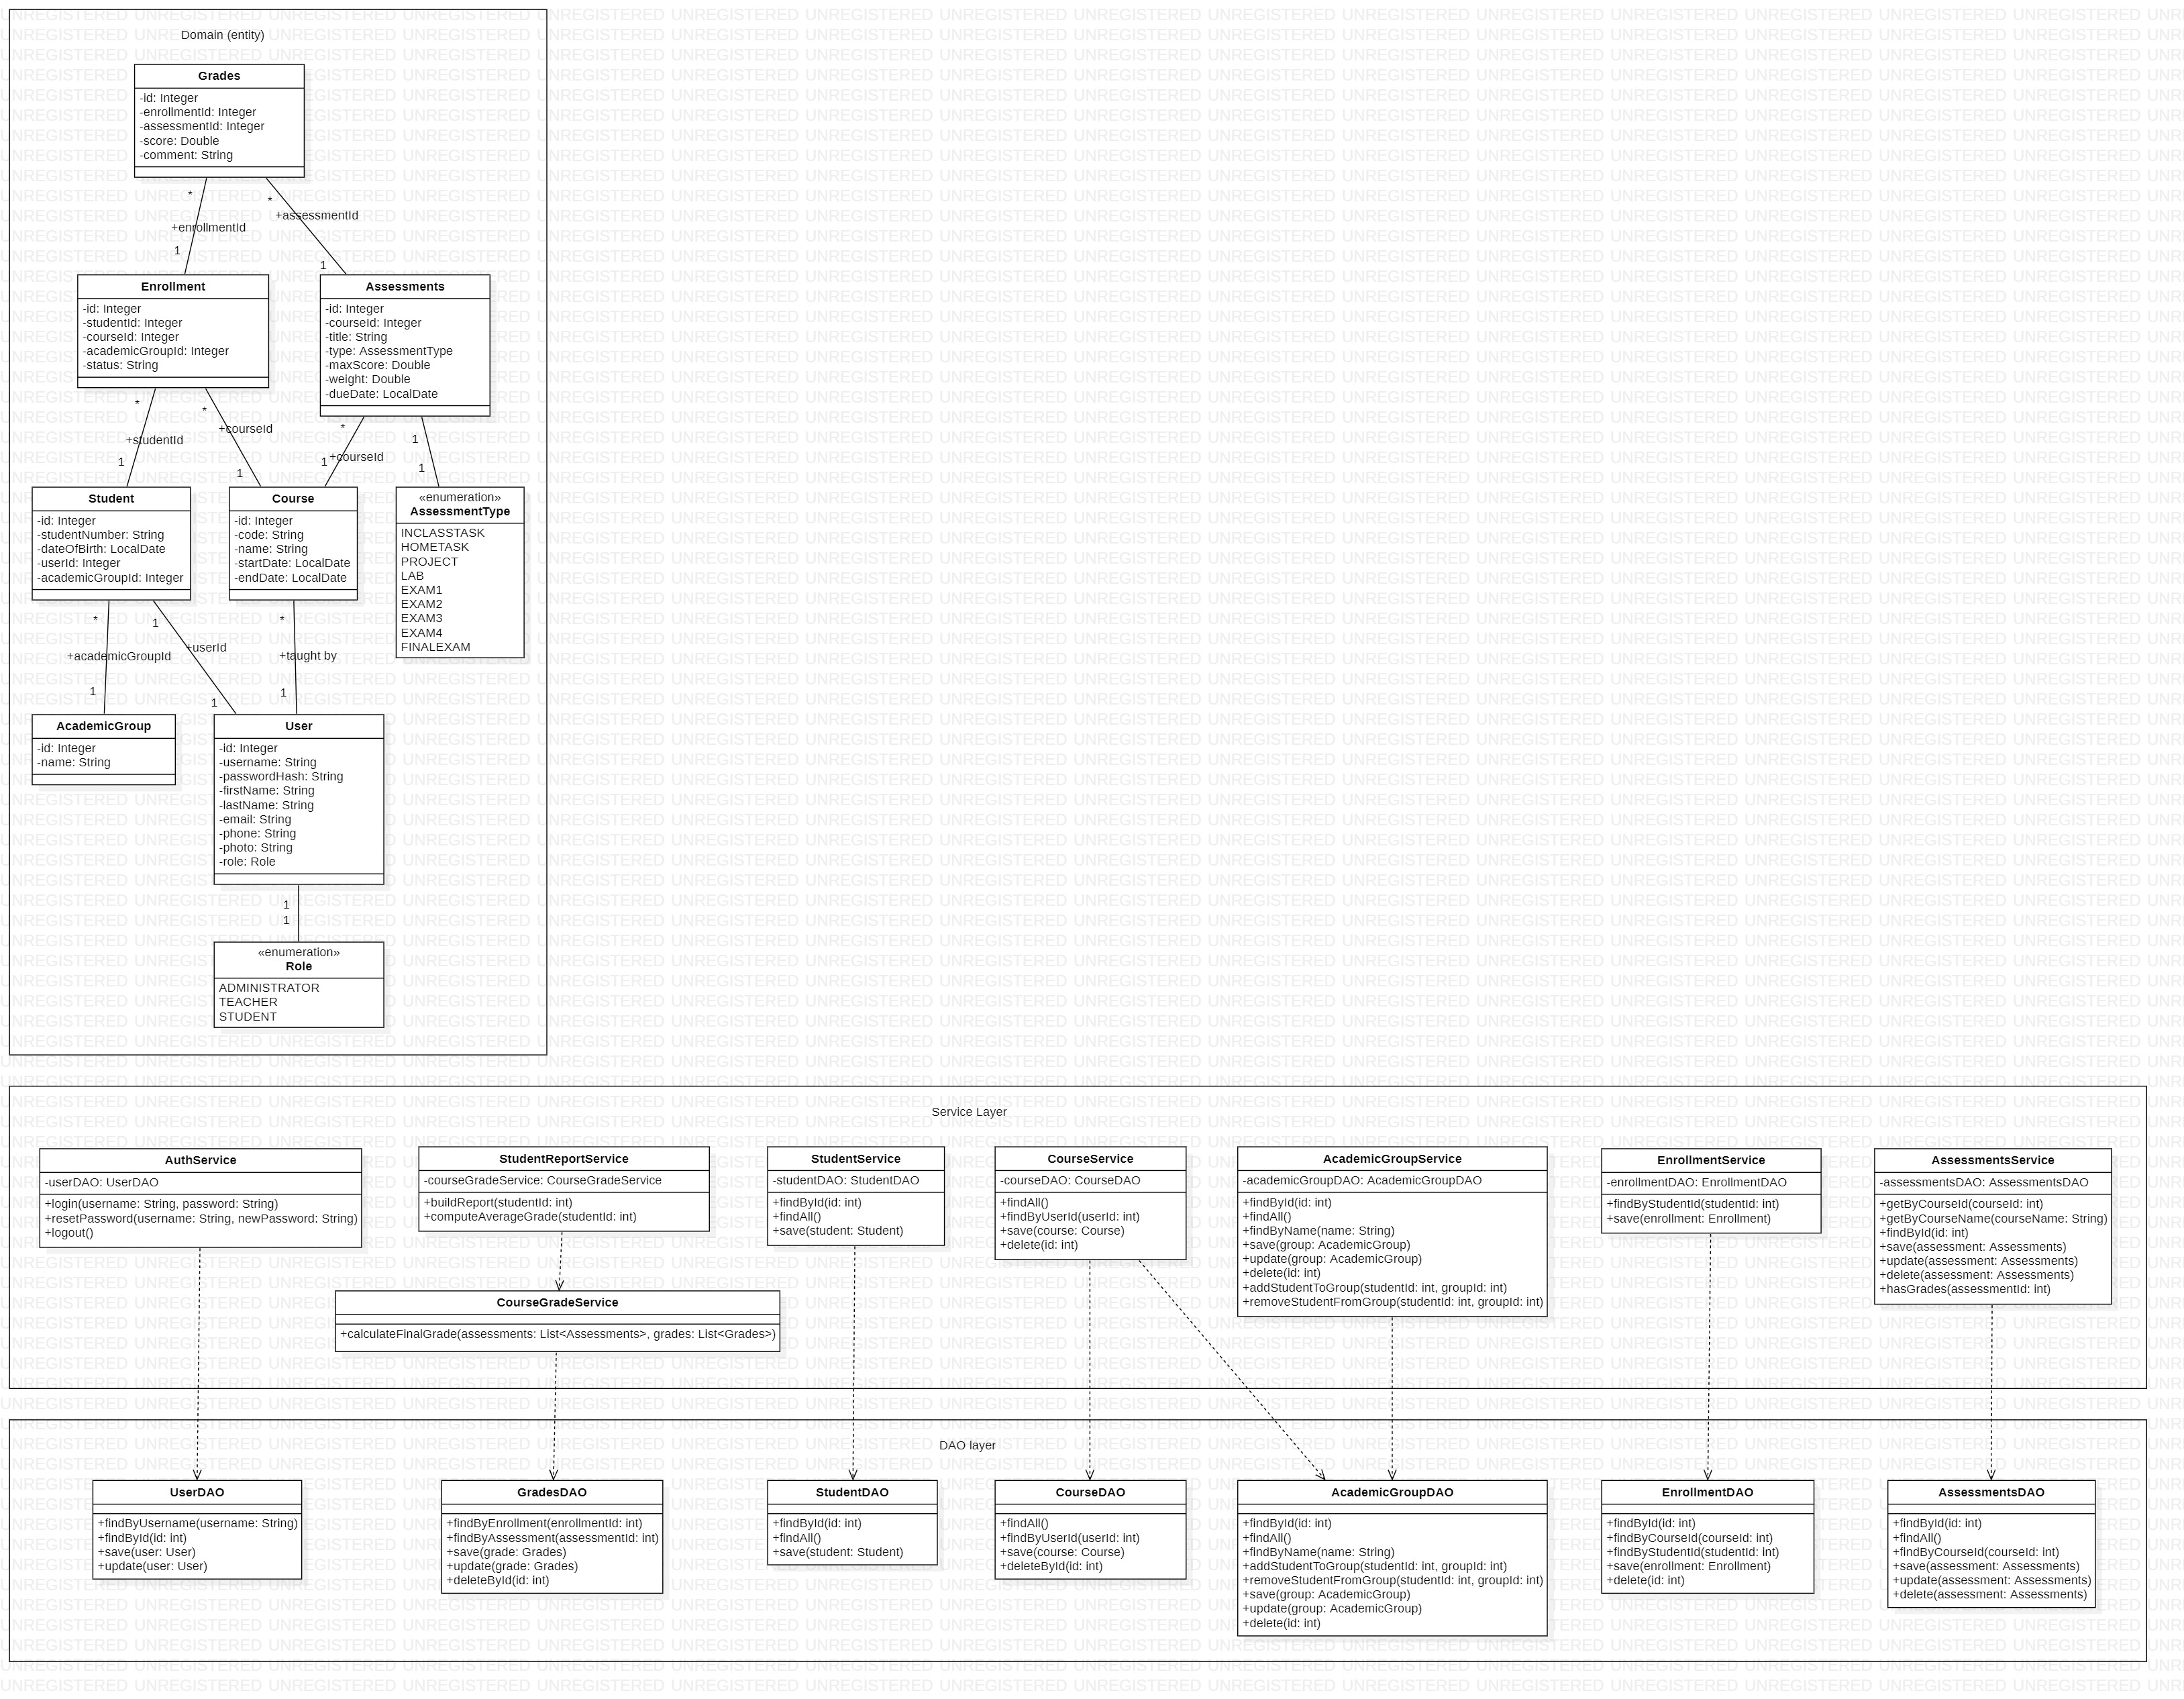 Domain (entity)
Grades
-id: Integer
-enrollmentId: Integer
-assessmentId: Integer
-score: Double
-comment: String
*
*
+assessmentId
+enrollmentId
1
1
Enrollment
-id: Integer
-studentId: Integer
-courseId: Integer
-academicGroupId: Integer
-status: String
Assessments
-id: Integer
-courseId: Integer
-title: String
-type: AssessmentType
-maxScore: Double
-weight: Double
-dueDate: LocalDate
*
*
*
+courseId
1
+studentId
+courseId
1
1
1
1
Student
-id: Integer
-studentNumber: String
-dateOfBirth: LocalDate
-userId: Integer
-academicGroupId: Integer
Course
-id: Integer
-code: String
-name: String
-startDate: LocalDate
-endDate: LocalDate
«enumeration»
AssessmentType
INCLASSTASK
HOMETASK
PROJECT
LAB
EXAM1
EXAM2
EXAM3
EXAM4
FINALEXAM
*
1
*
+userId
+academicGroupId
+taught by
1
1
1
AcademicGroup
-id: Integer
-name: String
User
-id: Integer
-username: String
-passwordHash: String
-firstName: String
-lastName: String
-email: String
-phone: String
-photo: String
-role: Role
1
1
«enumeration»
Role
ADMINISTRATOR
TEACHER
STUDENT
Service Layer
AuthService
-userDAO: UserDAO
+login(username: String, password: String)
+resetPassword(username: String, newPassword: String)
+logout()
StudentReportService
-courseGradeService: CourseGradeService
+buildReport(studentId: int)
+computeAverageGrade(studentId: int)
StudentService
-studentDAO: StudentDAO
+findById(id: int)
+findAll()
+save(student: Student)
CourseService
-courseDAO: CourseDAO
+findAll()
+findByUserId(userId: int)
+save(course: Course)
+delete(id: int)
AcademicGroupService
-academicGroupDAO: AcademicGroupDAO
+findById(id: int)
+findAll()
+findByName(name: String)
+save(group: AcademicGroup)
+update(group: AcademicGroup)
+delete(id: int)
+addStudentToGroup(studentId: int, groupId: int)
+removeStudentFromGroup(studentId: int, groupId: int)
EnrollmentService
-enrollmentDAO: EnrollmentDAO
+findByStudentId(studentId: int)
+save(enrollment: Enrollment)
AssessmentsService
-assessmentsDAO: AssessmentsDAO
+getByCourseId(courseId: int)
+getByCourseName(courseName: String)
+findById(id: int)
+save(assessment: Assessments)
+update(assessment: Assessments)
+delete(assessment: Assessments)
+hasGrades(assessmentId: int)
CourseGradeService
+calculateFinalGrade(assessments: List<Assessments>, grades: List<Grades>)
DAO layer
UserDAO
+findByUsername(username: String)
+findById(id: int)
+save(user: User)
+update(user: User)
GradesDAO
+findByEnrollment(enrollmentId: int)
+findByAssessment(assessmentId: int)
+save(grade: Grades)
+update(grade: Grades)
+deleteById(id: int)
StudentDAO
+findById(id: int)
+findAll()
+save(student: Student)
CourseDAO
+findAll()
+findByUserId(userId: int)
+save(course: Course)
+deleteById(id: int)
AcademicGroupDAO
+findById(id: int)
+findAll()
+findByName(name: String)
+addStudentToGroup(studentId: int, groupId: int)
+removeStudentFromGroup(studentId: int, groupId: int)
+save(group: AcademicGroup)
+update(group: AcademicGroup)
+delete(id: int)
EnrollmentDAO
+findById(id: int)
+findByCourseId(courseId: int)
+findByStudentId(studentId: int)
+save(enrollment: Enrollment)
+delete(id: int)
AssessmentsDAO
+findById(id: int)
+findAll()
+findByCourseId(courseId: int)
+save(assessment: Assessments)
+update(assessment: Assessments)
+delete(assessment: Assessments)